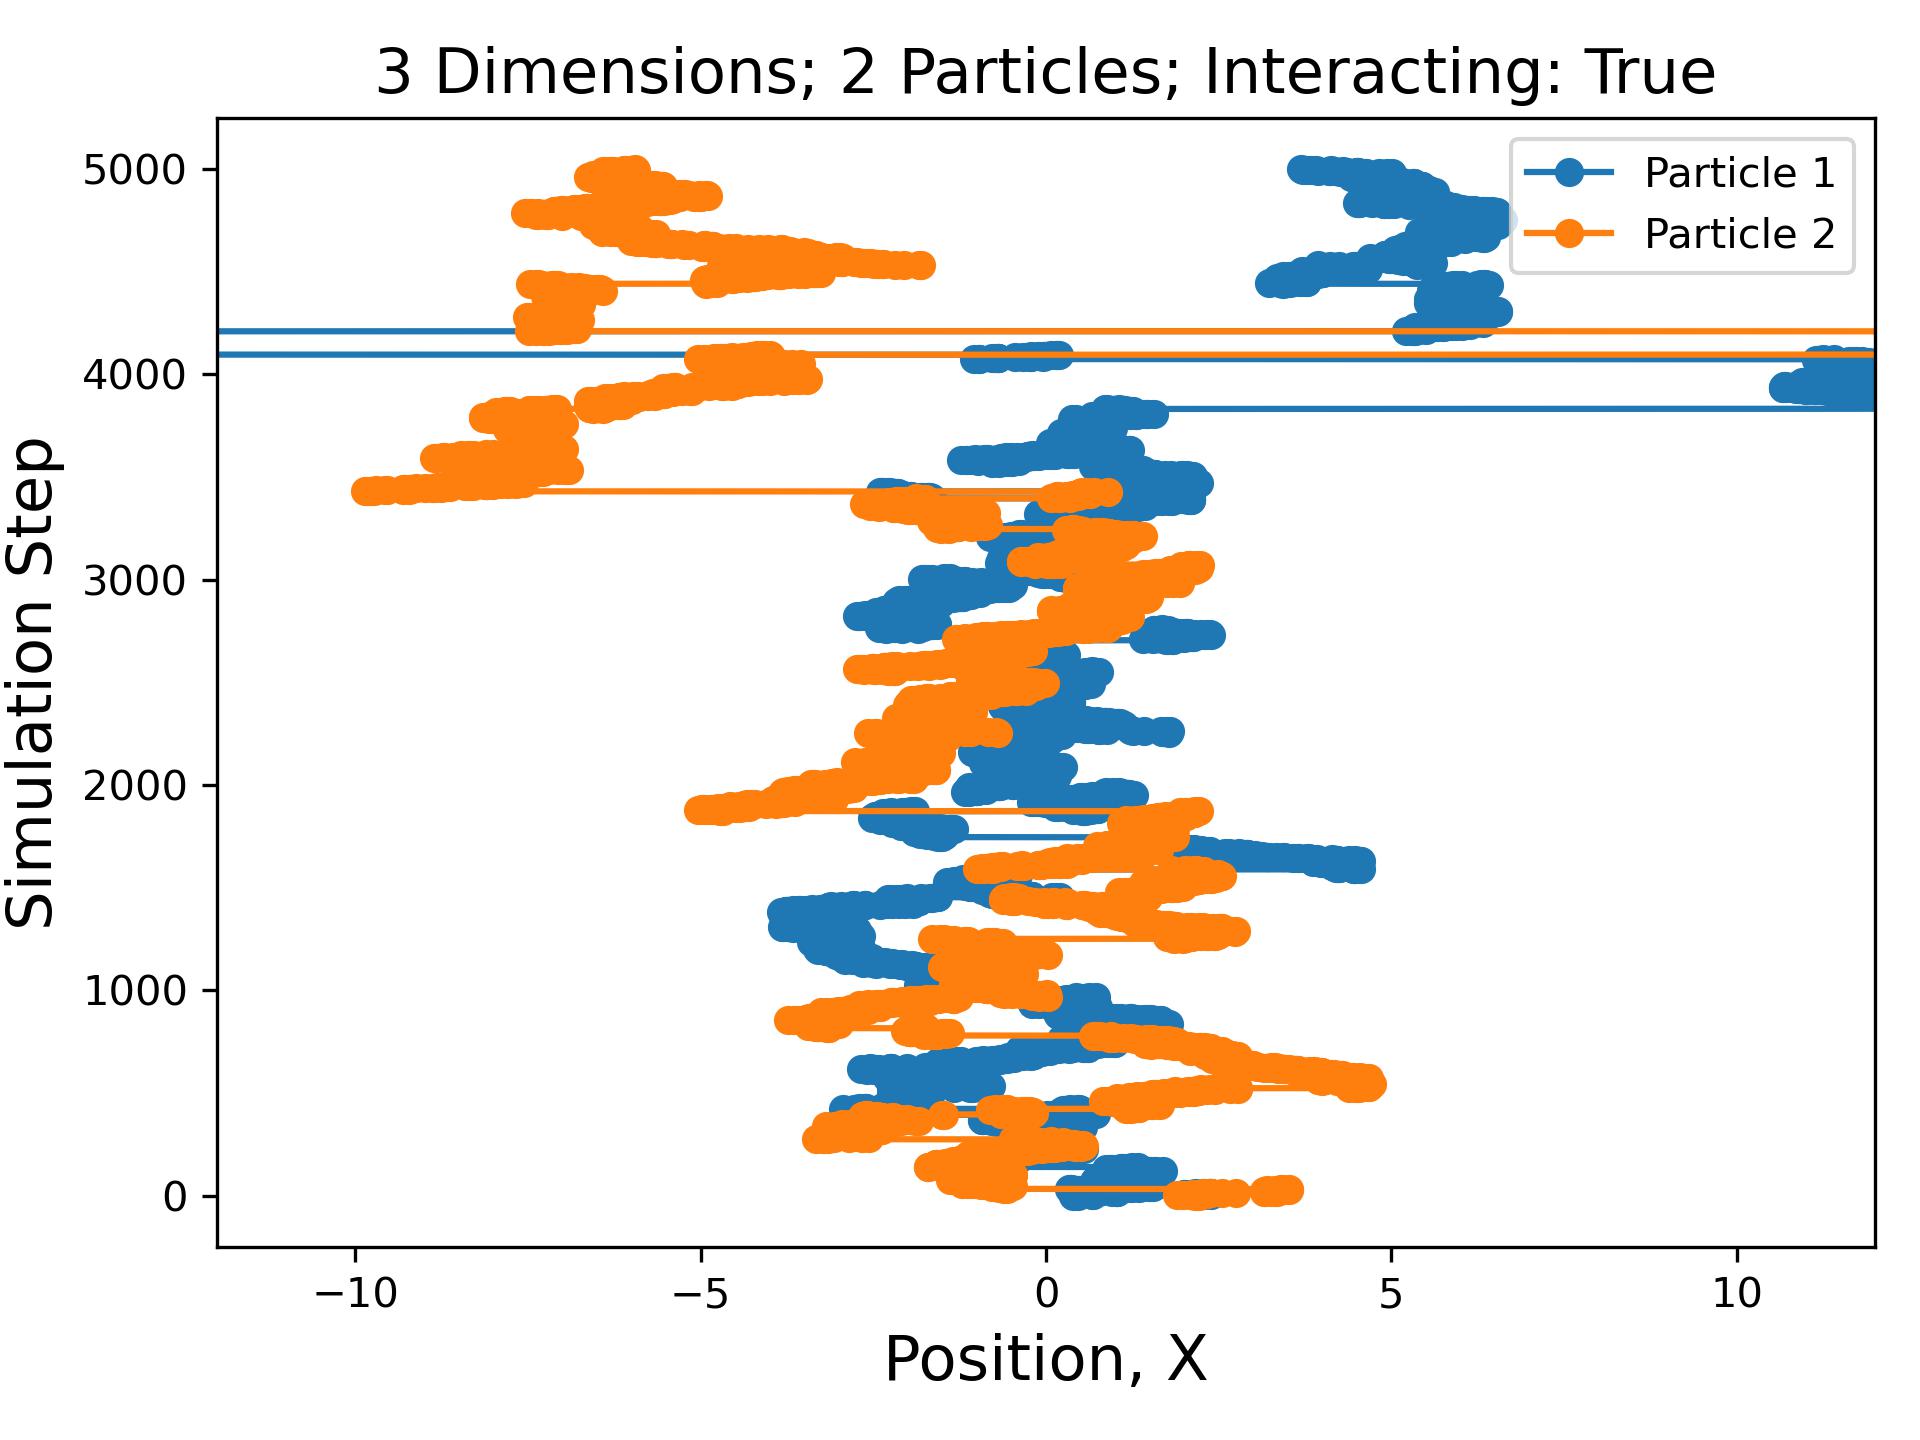 3 Dimensions; 2 Particles; Interacting: True
Particle 1
Particle 2
Simulation Step
5000
4000
3000
2000
1000
0
−10
−5
0
5
10
Position, X